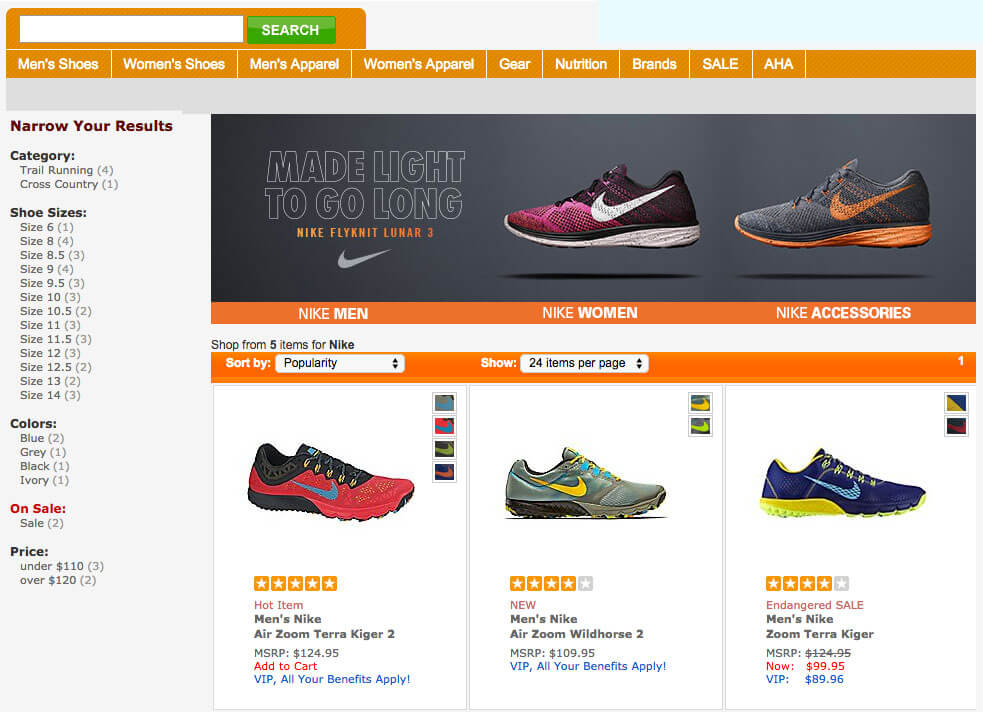 SEARCH
Men's Shoes Women's Shoes Men's Apparel Women's Apparel Gear Nutrition Brands SALE AHA
Narrow Your Results
Category:
Trail Running (4)
Cross Country (1)
Shoe Sizes:
Size 6 (1)
Size 8 (4)
Size 8.5 (3)
Size 9 (4)
Size 9.5 (3)
Size 10 (3)
Size 10.5 (2)
Size 11 (3)
Size 11.5 (3)
Size 12 (3)
Size 12.5 (2)
Size 13 (2)
Size 14 (3)
Colors:
Blue (2)
Grey (1)
Black (1)
Ivory (1)
On Sale:
Sale (2)
Price:
under $110 (3)
over $120 (2)
MADE LIGHT
TO GO LONG
NIKE FLYKNIT LUNAR 3
NIKE MEN NIKE WOMEN NIKE ACCESSORIES
Shop from 5 items for Nike
Sort by: Popularity Show: 24 items per page 1
Hot Item
Men's Nike
Air Zoom Terra Kiger 2
MSRP: $124.95
Add to Cart
VIP, All Your Benefits Apply!
NEW
Men's Nike
Air Zoom Wildhorse 2
MSRP: $109.95
VIP, All Your Benefits Apply!
Endangered SALE
Men's Nike
Zoom Terra Kiger
MSRP: $124.95
Now: $99.95
VIP: $89.96